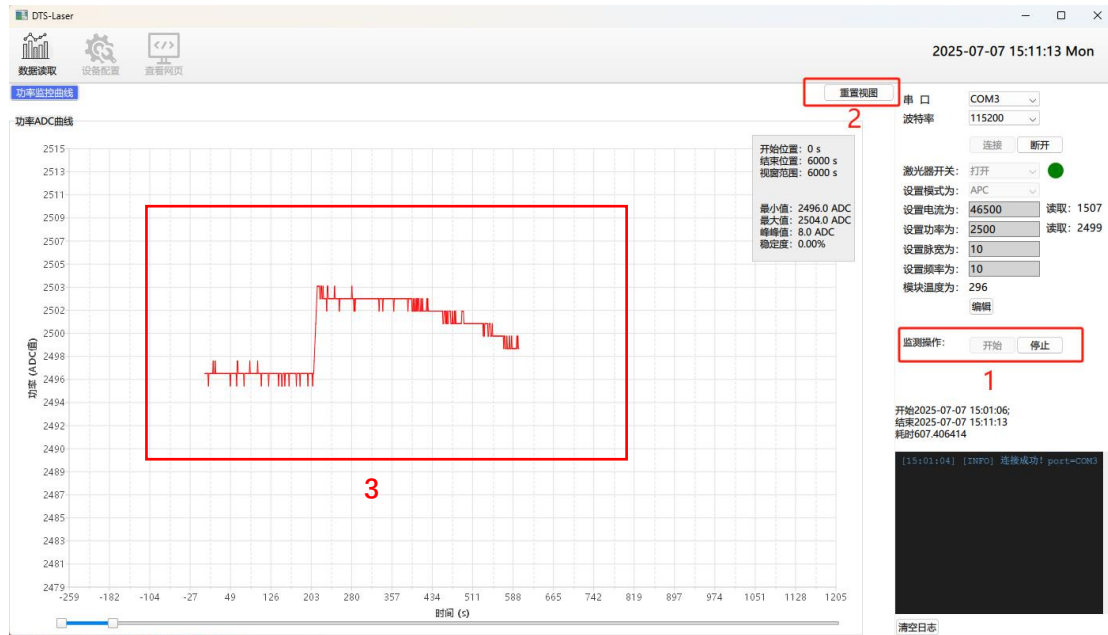 DTS-Laser
数据读取 设备配置 查看网页
2025-07-07 15:11:13 Mon
功率监控曲线
重置视图
2
功率ADC曲线
开始位置: 0 s
结束位置: 6000 s
视窗范围: 6000 s
最小值: 2496.0 ADC
最大值: 2504.0 ADC
峰峰值: 8.0 ADC
稳定度: 0.00%
2515
2513
2511
2509
2507
2505
2503
2502
2500
2498
2496
2494
2492
2490
2489
2487
2485
2483
2481
2479
功率 (ADC值)
3
-259 -182 -104 -27 49 126 203 280 357 434 511 588 665 742 819 897 974 1051 1128 1205
时间 (s)
串 口 COM3
波特率 115200
连接 断开
激光器开关: 打开
设置模式为: APC
设置电流为: 46500 读取: 1507
设置功率为: 2500 读取: 2499
设置脉宽为: 10
设置频率为: 10
模块温度为: 296
编辑
监测操作: 开始 停止
1
开始2025-07-07 15:01:06;
结束2025-07-07 15:11:13
耗时607.406414
[15:01:04] [INFO] 连接成功! port=COM3
清空日志